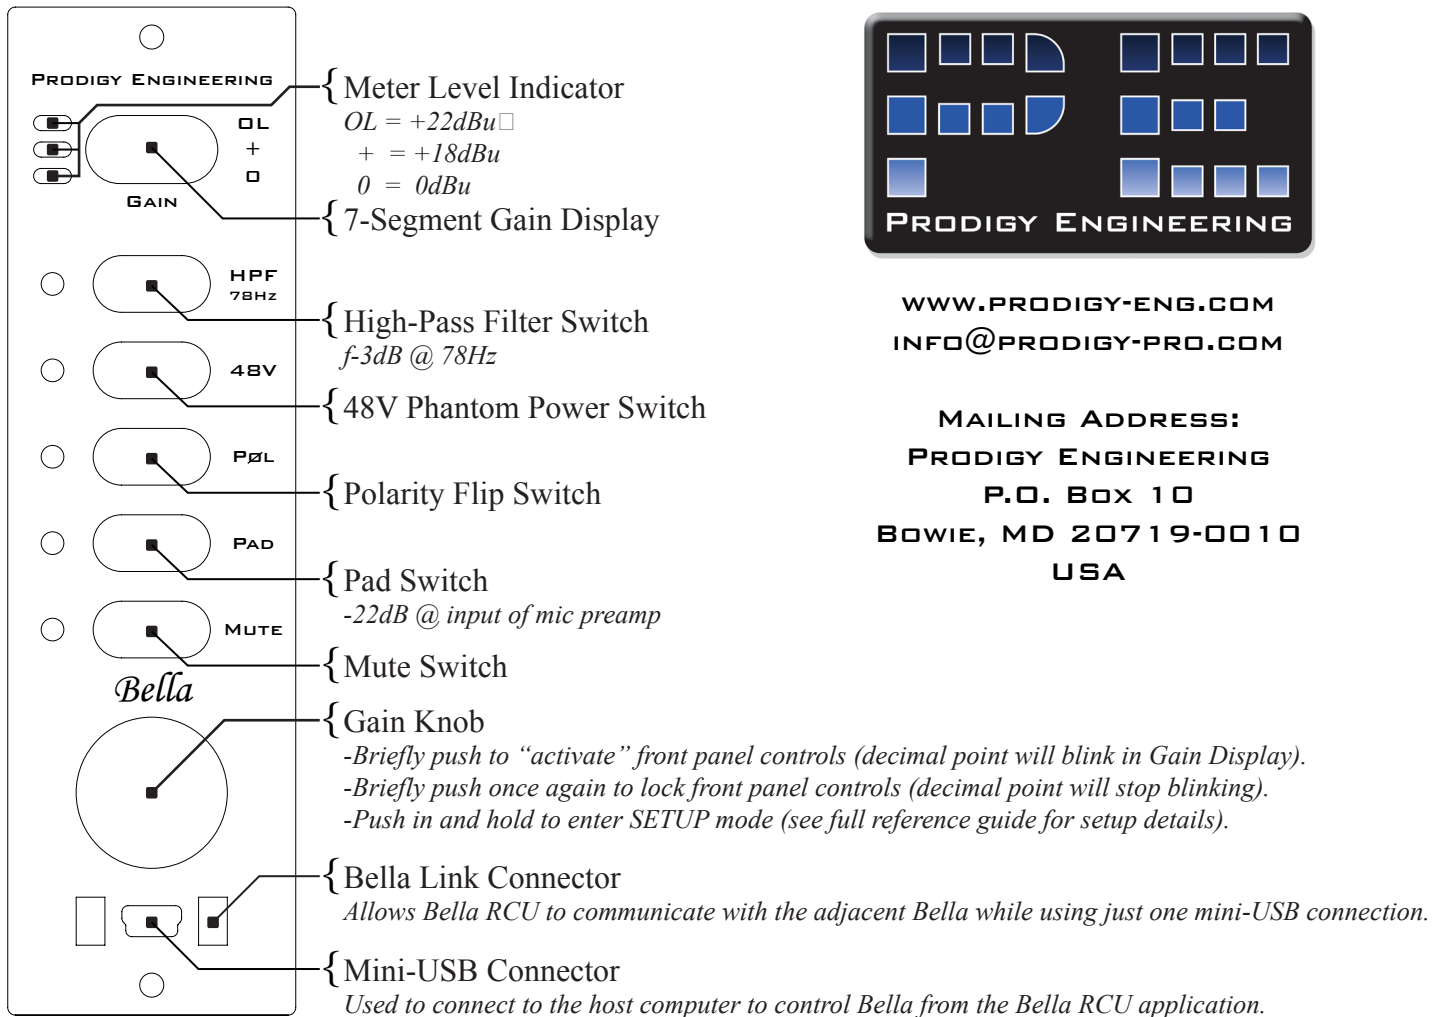 PRODIGY ENGINEERING
OL
+
0
GAIN
HPF
78HZ
48V
PØL
PAD
MUTE
Bella
{Meter Level Indicator
OL = +22dBu□
+ = +18dBu
0 = 0dBu
{7-Segment Gain Display
{High-Pass Filter Switch
f-3dB @ 78Hz
{48V Phantom Power Switch
{Polarity Flip Switch
{Pad Switch
-22dB @ input of mic preamp
{Mute Switch
{Gain Knob
-Briefly push to “activate” front panel controls (decimal point will blink in Gain Display).
-Briefly push once again to lock front panel controls (decimal point will stop blinking).
-Push in and hold to enter SETUP mode (see full reference guide for setup details).
{Bella Link Connector
Allows Bella RCU to communicate with the adjacent Bella while using just one mini-USB connection.
{Mini-USB Connector
Used to connect to the host computer to control Bella from the Bella RCU application.
PRODIGY ENGINEERING
WWW.PRODIGY-ENG.COM
INFO@PRODIGY-PRO.COM
MAILING ADDRESS:
PRODIGY ENGINEERING
P.O. BOX 10
BOWIE, MD 20719-0010
USA